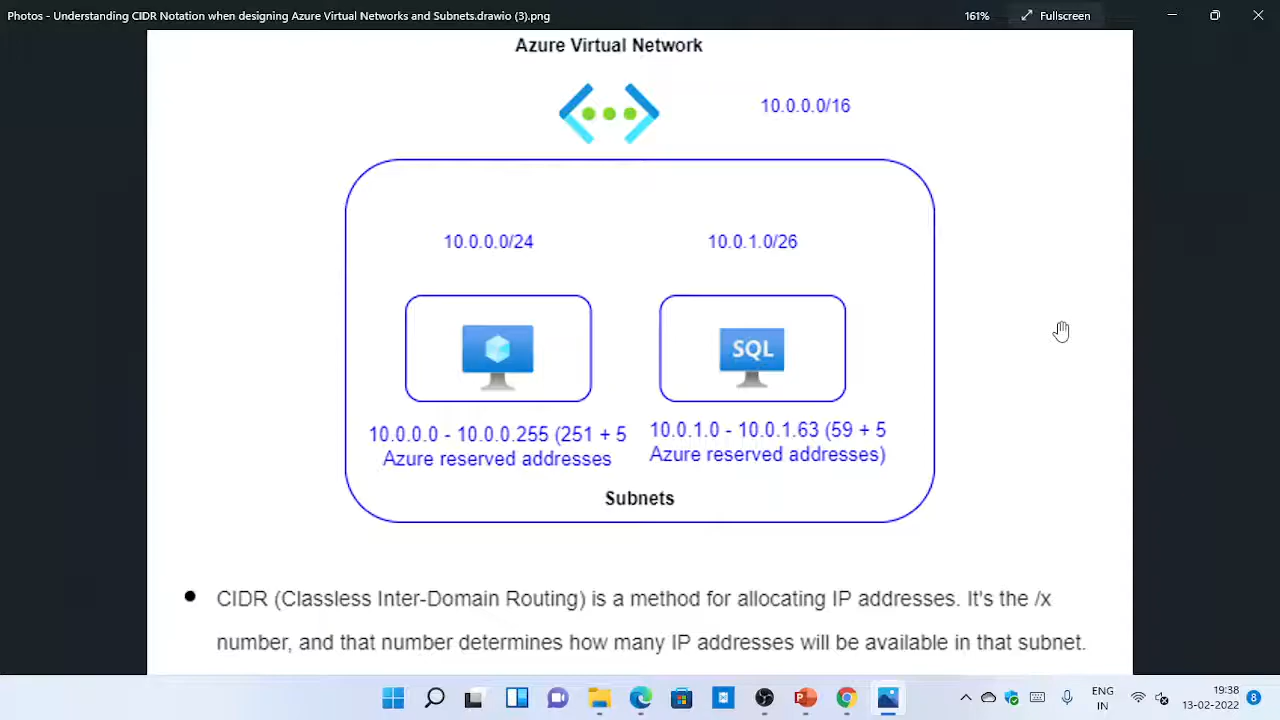 Photos - Understanding CIDR Notation when designing Azure Virtual Networks and Subnets.drawio (3).png
161%
Fullscreen
Azure Virtual Network
10.0.0.0/16
10.0.0.0/24
10.0.1.0/26
SQL
10.0.0.0 - 10.0.0.255 (251 + 5
Azure reserved addresses
10.0.1.0 - 10.0.1.63 (59 + 5
Azure reserved addresses)
Subnets
CIDR (Classless Inter-Domain Routing) is a method for allocating IP addresses. It's the /x
number, and that number determines how many IP addresses will be available in that subnet.
ENG
IN
19:38
13-02-2022
8